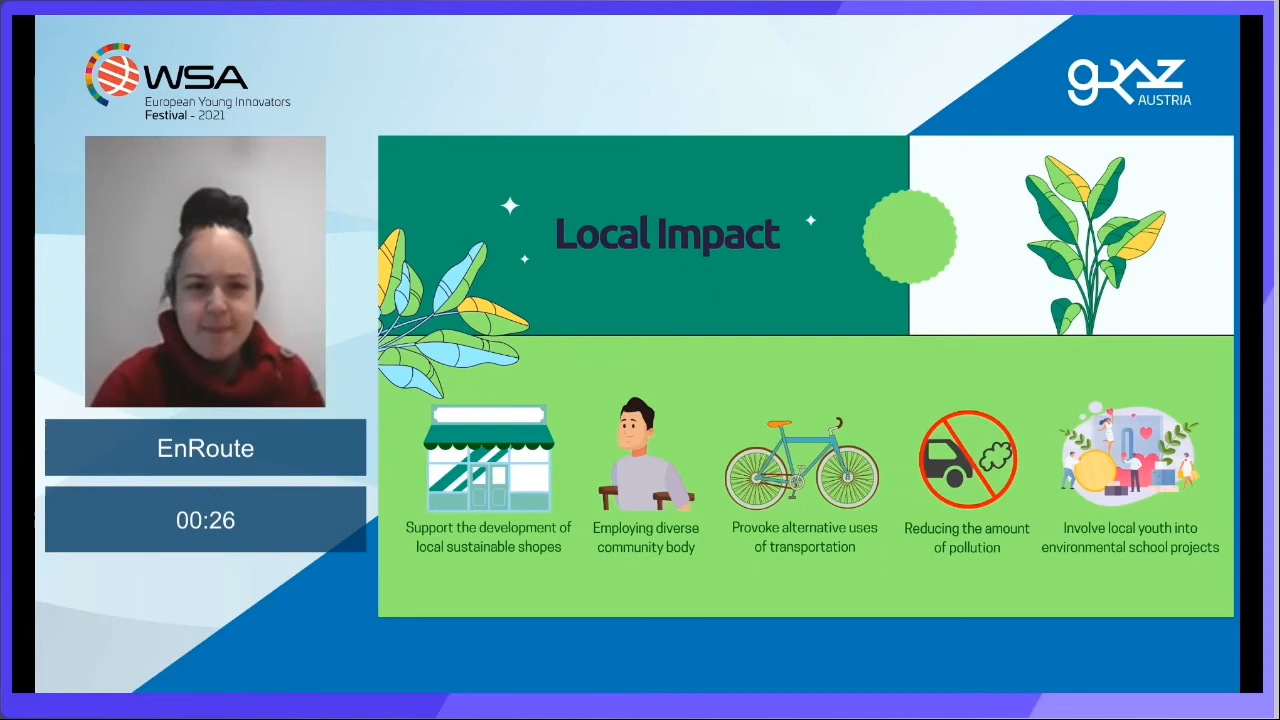 WSA
European Young Innovators
Festival - 2021
GRAZ
AUSTRIA
Local Impact
EnRoute
00:26
Support the development of
local sustainable shopes
Employing diverse
community body
Provoke alternative uses
of transportation
Reducing the amount
of pollution
Involve local youth into
environmental school projects